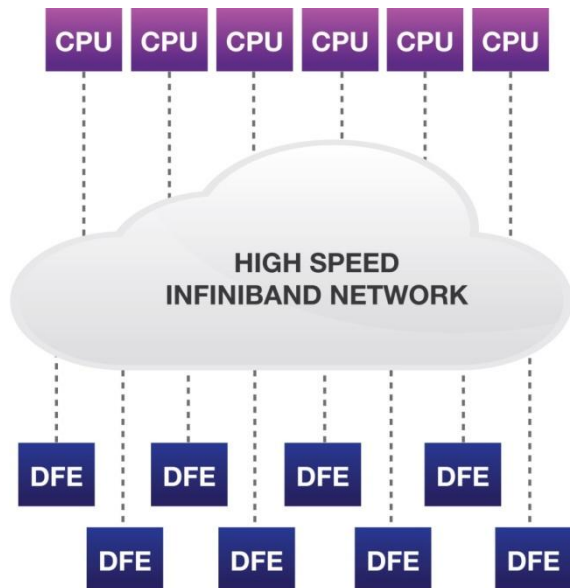 CPU CPU CPU CPU CPU CPU
HIGH SPEED
INFINIBAND NETWORK
DFE DFE DFE DFE
DFE DFE DFE DFE